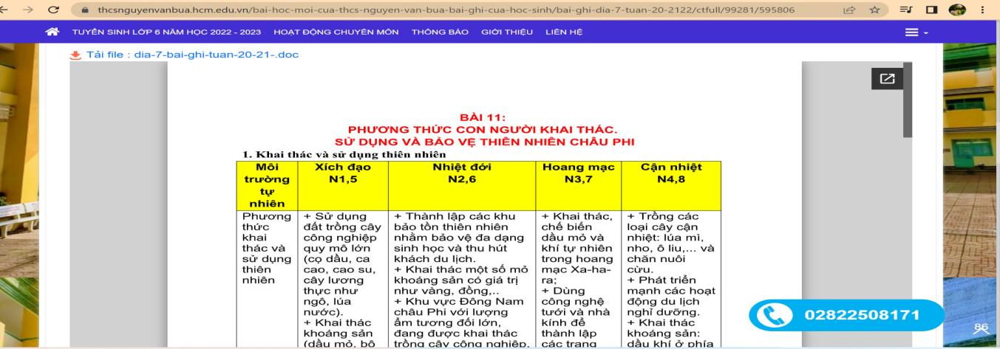 thcsnguyenvanbua.hcm.edu.vn/bai-hoc-moi-cua-thcs-nguyen-van-bua-bai-ghi-cua-hoc-sinh/bai-ghi-dia-7-tuan-20-2122/ctfull/99281/595806
TUYỂN SINH LỚP 6 NĂM HỌC 2022 - 2023 HOẠT ĐỘNG CHUYÊN MÔN THÔNG BÁO GIỚI THIỆU LIÊN HỆ
Tải file : dia-7-bai-ghi-tuan-20-21-.doc
BÀI 11:
PHƯƠNG THỨC CON NGƯỜI KHAI THÁC.
SỬ DỤNG VÀ BẢO VỆ THIÊN NHIÊN CHÂU PHI
1. Khai thác và sử dụng thiên nhiên
Môi
trường
tự
nhiên
Xích đạo
N1,5
Nhiệt đới
N2,6
Hoang mạc
N3,7
Cận nhiệt
N4,8
Phương
thức
khai
thác và
sử dụng
thiên
nhiên
+ Sử dụng
đất trồng cây
công nghiệp
quy mô lớn
(cọ dầu, ca
cao, cao su,
cây lương
thực như
ngô, lúa
nước).
+ Khai thác
khoáng sản
(dầu mỏ, bô
+ Thành lập các khu
bảo tồn thiên nhiên
nhằm bảo vệ đa dạng
sinh học và thu hút
khách du lịch.
+ Khai thác một số mỏ
khoáng sản có giá trị
như vàng, đồng,..
+ Khu vực Đông Nam
châu Phi với lượng
ẩm tương đối lớn,
đang được khai thác
trồng cây công nghiệp,
+ Khai thác,
chế biến
dầu mỏ và
khí tự nhiên
trong hoang
mạc Xa-ha-
ra;
+ Dùng
công nghệ
tưới và nhà
kính để
thành lập
các trang
+ Trồng các
loại cây cận
nhiệt: lúa mì,
nho, ô liu,... và
chăn nuôi
cừu.
+ Phát triển
mạnh các hoạt
động du lịch
nghỉ dưỡng.
+ Khai thác
khoáng sản:
dầu khí ở phía
02822508171
86